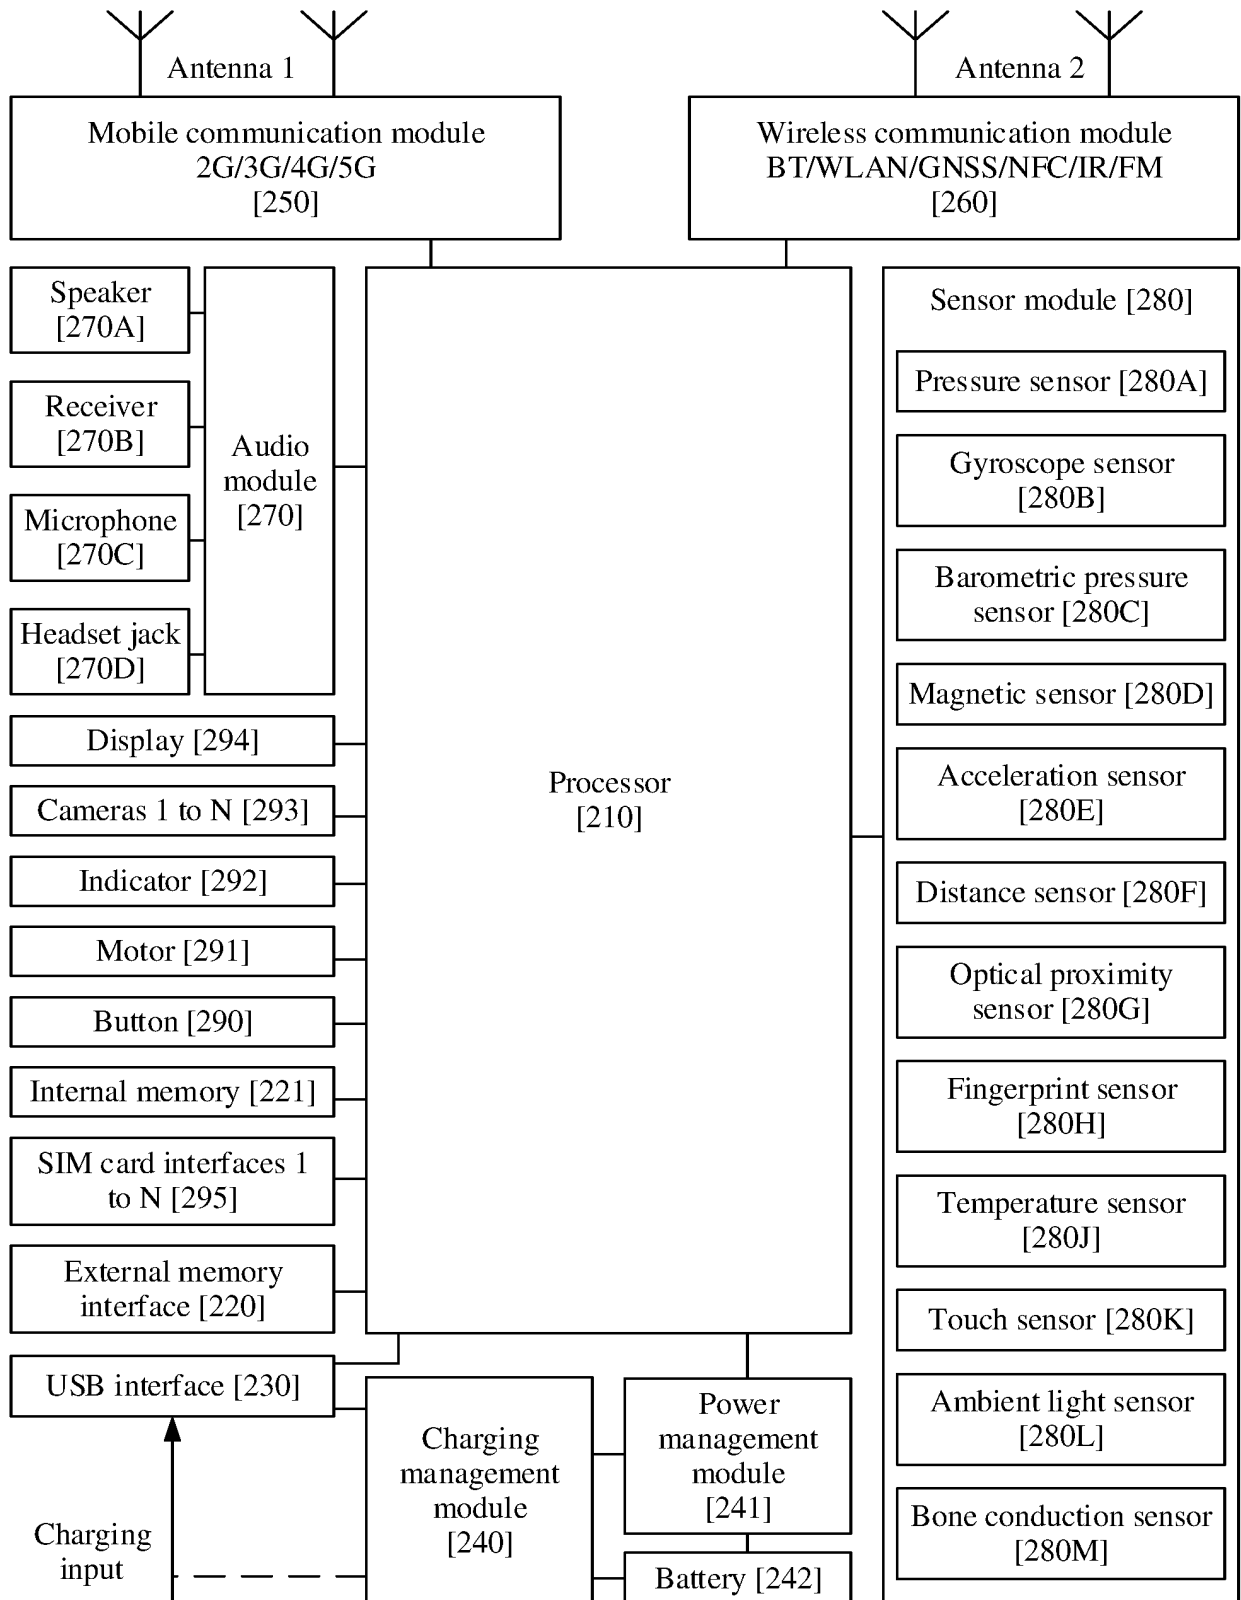 Antenna 1
Antenna 2
Mobile communication module
2G/3G/4G/5G
[250]
Wireless communication module
BT/WLAN/GNSS/NFC/IR/FM
[260]
Speaker
[270A]
Receiver
[270B]
Microphone
[270C]
Headset jack
[270D]
Audio
module
[270]
Display [294]
Cameras 1 to N [293]
Indicator [292]
Motor [291]
Button [290]
Internal memory [221]
SIM card interfaces 1
to N [295]
External memory
interface [220]
USB interface [230]
Charging
input
Processor
[210]
Charging
management
module
[240]
Power
management
module
[241]
Battery [242]
Sensor module [280]
Pressure sensor [280A]
Gyroscope sensor
[280B]
Barometric pressure
sensor [280C]
Magnetic sensor [280D]
Acceleration sensor
[280E]
Distance sensor [280F]
Optical proximity
sensor [280G]
Fingerprint sensor
[280H]
Temperature sensor
[280J]
Touch sensor [280K]
Ambient light sensor
[280L]
Bone conduction sensor
[280M]